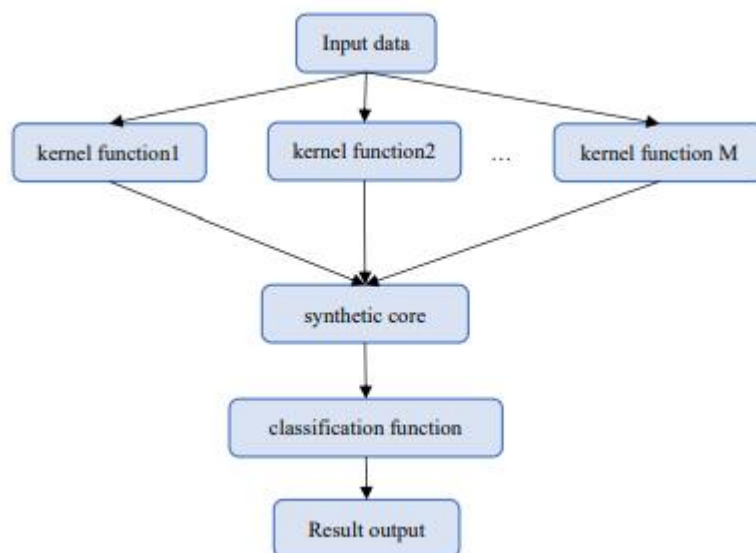 Input data
kernel function1
kernel function2
...
kernel function M
synthetic core
classification function
Result output